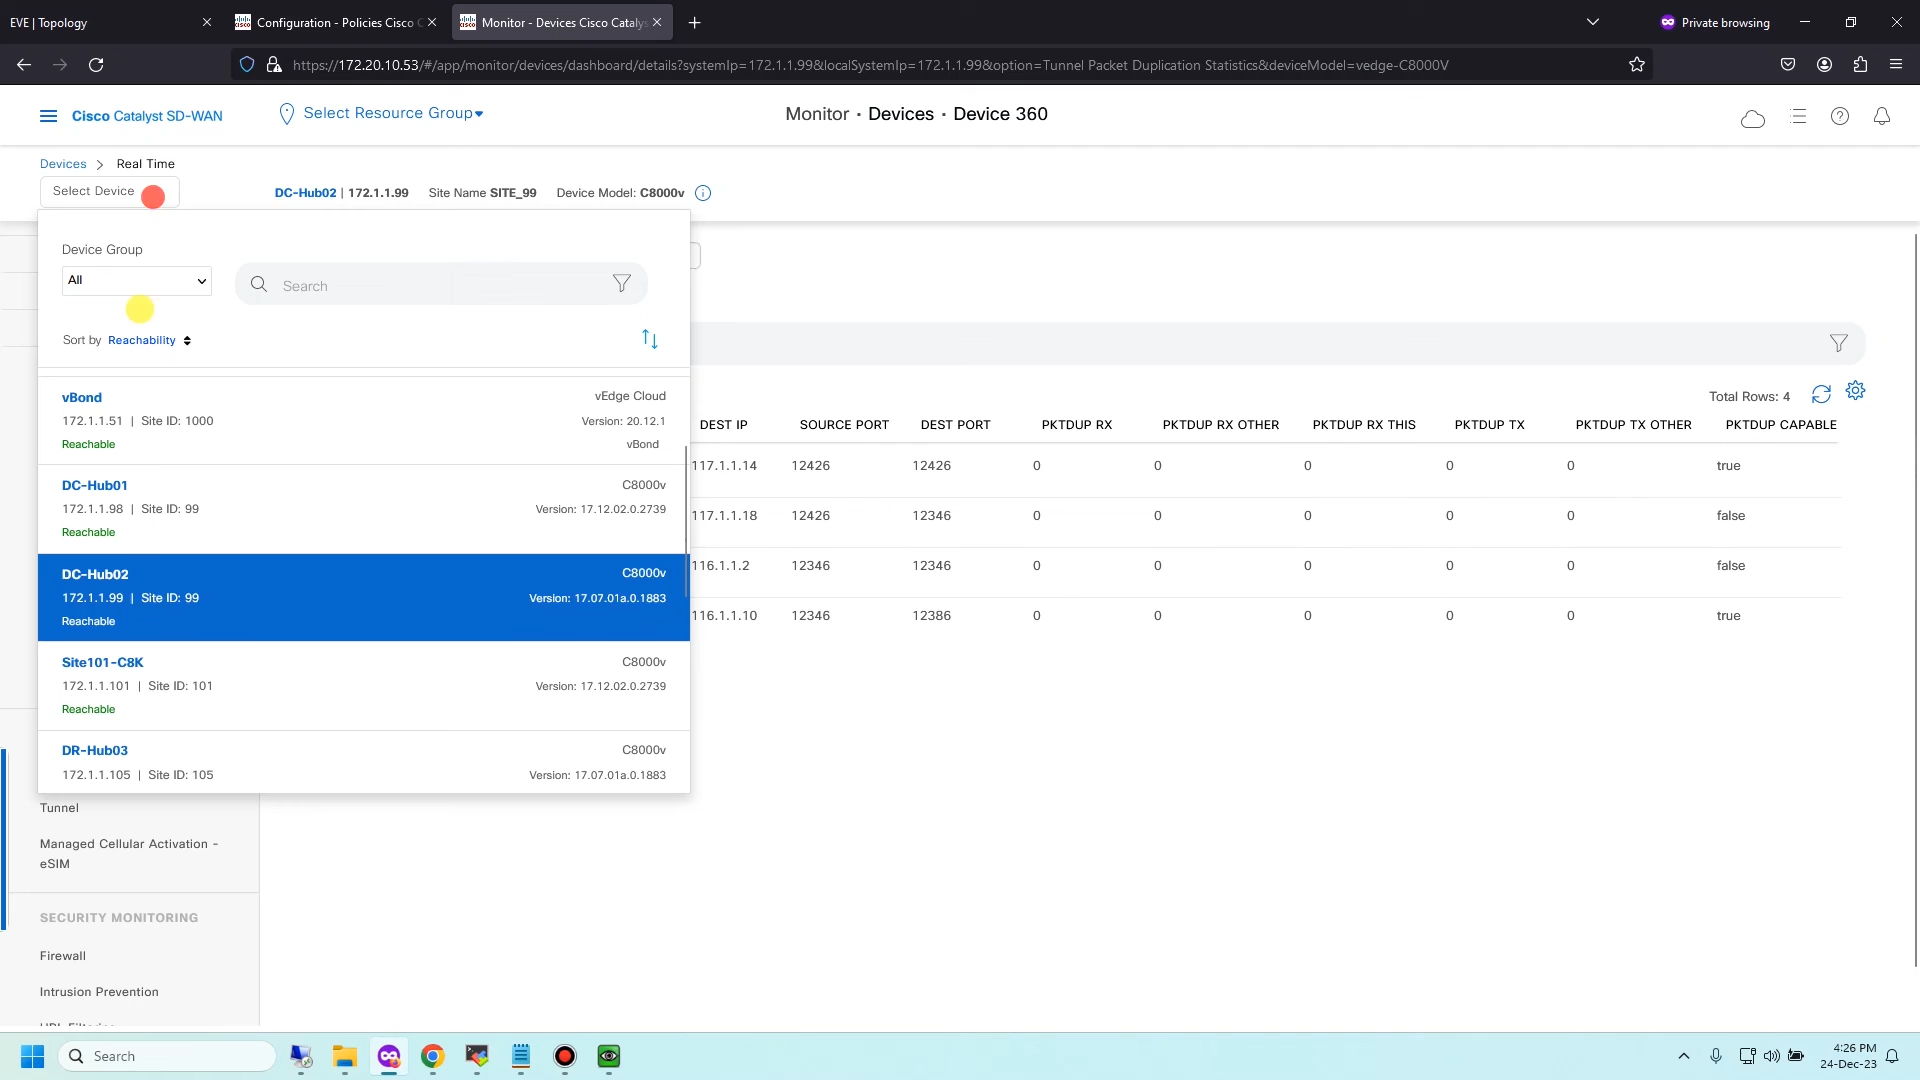 EVE | Topology
Configuration - Policies Cisco C
Monitor - Devices Cisco Cataly
Private browsing
https://172.20.10.53/#/app/monitor/devices/dashboard/details?systemIp=172.1.1.99&localSystemIp=172.1.1.99&option=Tunnel Packet Duplication Statistics&deviceModel=vedge-C8000V
Cisco Catalyst SD-WAN
Select Resource Group
Monitor · Devices · Device 360
Devices > Real Time
Select Device
DC-Hub02 | 172.1.1.99 Site Name SITE_99 Device Model: C8000v
Device Group
All
Search
Sort by Reachability
vBond vEdge Cloud
172.1.1.51 | Site ID: 1000 Version: 20.12.1
Reachable vBond
DC-Hub01 C8000v
172.1.1.98 | Site ID: 99 Version: 17.12.02.0.2739
Reachable
DC-Hub02 C8000v
172.1.1.99 | Site ID: 99 Version: 17.07.01a.0.1883
Reachable
Site101-C8K C8000v
172.1.1.101 | Site ID: 101 Version: 17.12.02.0.2739
Reachable
DR-Hub03 C8000v
172.1.1.105 | Site ID: 105 Version: 17.07.01a.0.1883
Total Rows: 4
DEST IP SOURCE PORT DEST PORT PKTDUP RX PKTDUP RX OTHER PKTDUP RX THIS PKTDUP TX PKTDUP TX OTHER PKTDUP CAPABLE
117.1.1.14 12426 12426 0 0 0 0 0 true
117.1.1.18 12426 12346 0 0 0 0 0 false
116.1.1.2 12346 12346 0 0 0 0 0 false
116.1.1.10 12346 12386 0 0 0 0 0 true
Tunnel
Managed Cellular Activation -
eSIM
SECURITY MONITORING
Firewall
Intrusion Prevention
Search
4:26 PM
24-Dec-23